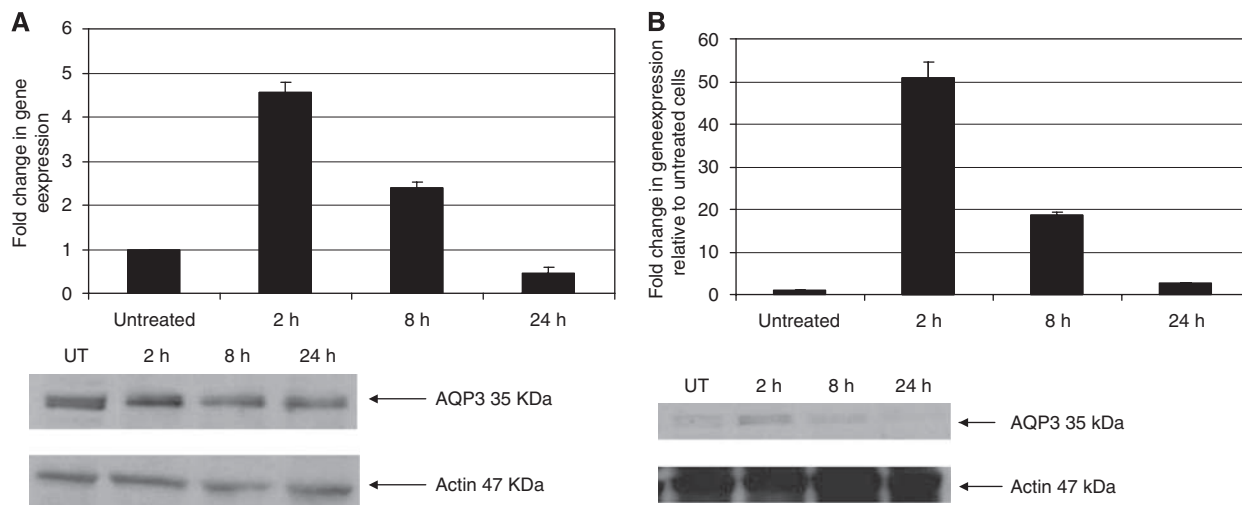 A
Fold change in gene
eexpression
6
5
4
3
2
1
0
Untreated 2 h 8 h 24 h
UT 2 h 8 h 24 h
AQP3 35 KDa
Actin 47 KDa
B
Fold change in geneexpression
relative to untreated cells
60
50
40
30
20
10
0
Untreated 2 h 8 h 24 h
UT 2 h 8 h 24 h
AQP3 35 kDa
Actin 47 kDa